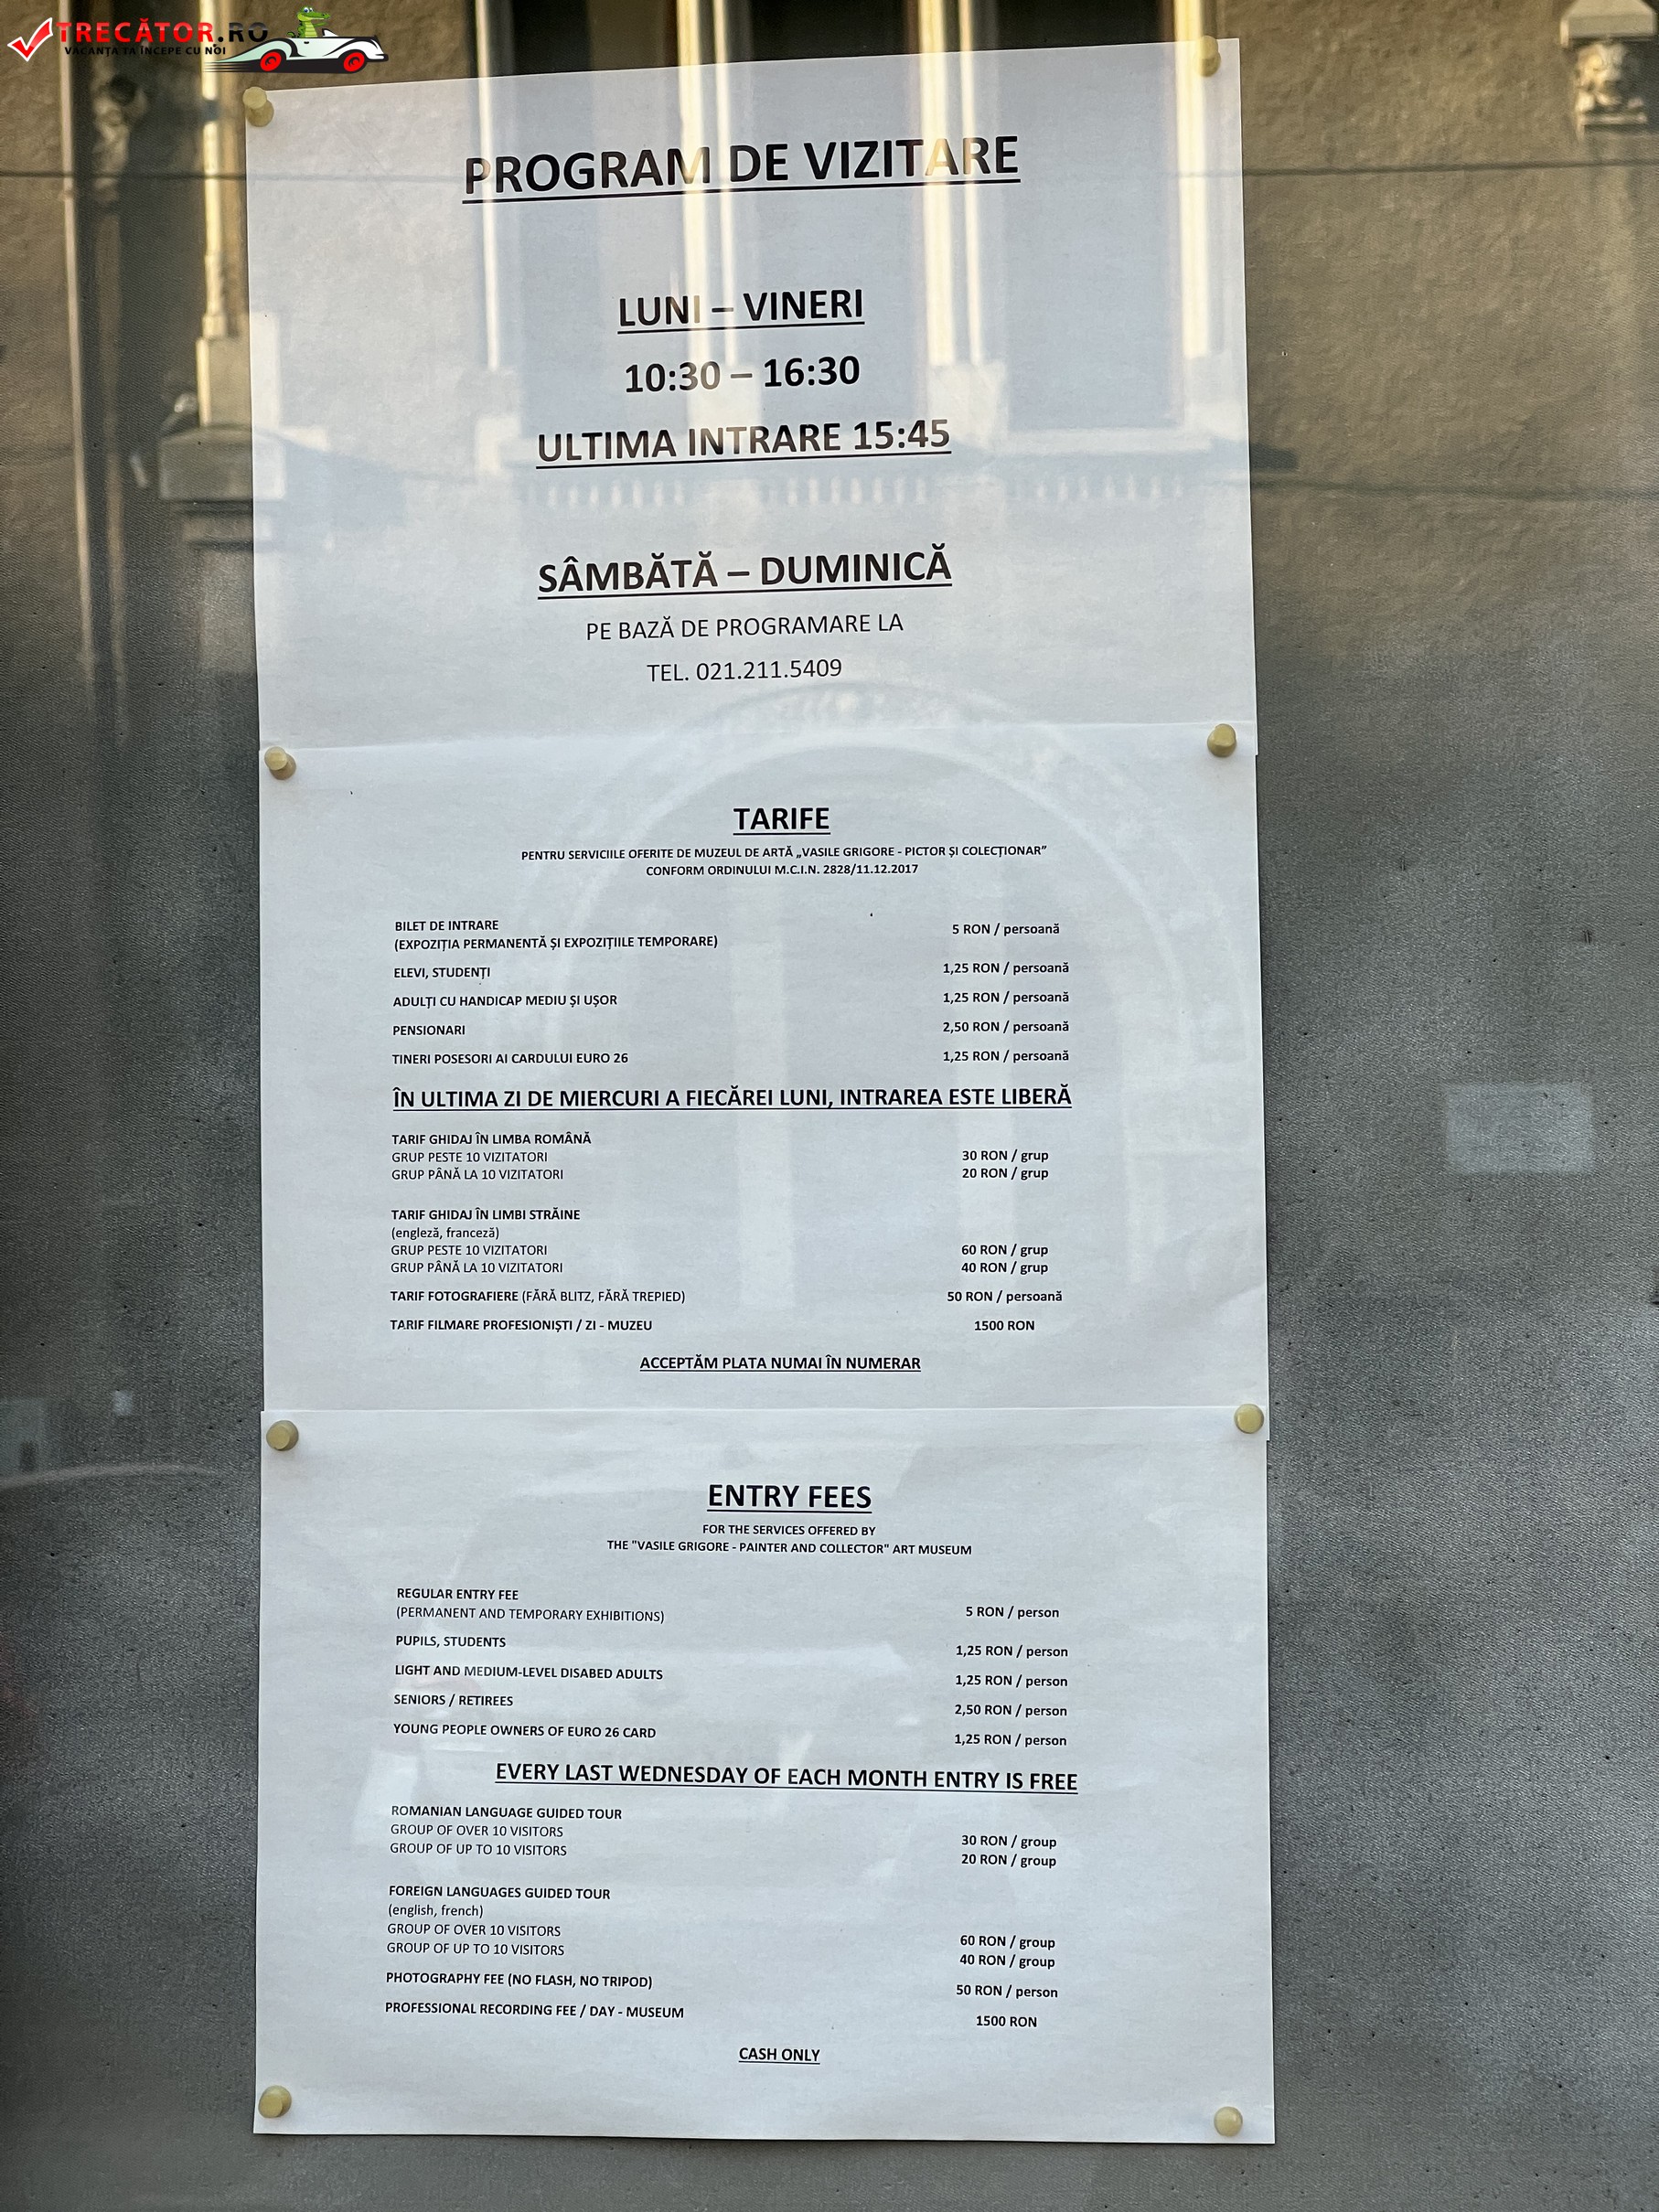 TRECĂTOR.RO
VACANȚA TA ÎNCEPE CU NOI
PROGRAM DE VIZITARE
LUNI – VINERI
10:30 – 16:30
ULTIMA INTRARE 15:45
SÂMBĂTĂ – DUMINICĂ
PE BAZĂ DE PROGRAMARE LA
TEL. 021.211.5409
TARIFE
PENTRU SERVICIILE OFERITE DE MUZEUL DE ARTĂ „VASILE GRIGORE - PICTOR ȘI COLECȚIONAR”
CONFORM ORDINULUI M.C.I.N. 2828/11.12.2017
BILET DE INTRARE
(EXPOZIȚIA PERMANENTĂ ȘI EXPOZIȚIILE TEMPORARE) 5 RON / persoană
ELEVI, STUDENȚI 1,25 RON / persoană
ADULȚI CU HANDICAP MEDIU ȘI UȘOR 1,25 RON / persoană
PENSIONARI 2,50 RON / persoană
TINERI POSESORI AI CARDULUI EURO 26 1,25 RON / persoană
ÎN ULTIMA ZI DE MIERCURI A FIECĂREI LUNI, INTRAREA ESTE LIBERĂ
TARIF GHIDAJ ÎN LIMBA ROMÂNĂ
GRUP PESTE 10 VIZITATORI 30 RON / grup
GRUP PÂNĂ LA 10 VIZITATORI 20 RON / grup
TARIF GHIDAJ ÎN LIMBI STRĂINE
(engleză, franceză)
GRUP PESTE 10 VIZITATORI 60 RON / grup
GRUP PÂNĂ LA 10 VIZITATORI 40 RON / grup
TARIF FOTOGRAFIERE (FĂRĂ BLITZ, FĂRĂ TREPIED) 50 RON / persoană
TARIF FILMARE PROFESIONIȘTI / ZI - MUZEU 1500 RON
ACCEPTĂM PLATA NUMAI ÎN NUMERAR
ENTRY FEES
FOR THE SERVICES OFFERED BY
THE "VASILE GRIGORE - PAINTER AND COLLECTOR" ART MUSEUM
REGULAR ENTRY FEE
(PERMANENT AND TEMPORARY EXHIBITIONS) 5 RON / person
PUPILS, STUDENTS 1,25 RON / person
LIGHT AND MEDIUM-LEVEL DISABED ADULTS 1,25 RON / person
SENIORS / RETIREES 2,50 RON / person
YOUNG PEOPLE OWNERS OF EURO 26 CARD 1,25 RON / person
EVERY LAST WEDNESDAY OF EACH MONTH ENTRY IS FREE
ROMANIAN LANGUAGE GUIDED TOUR
GROUP OF OVER 10 VISITORS 30 RON / group
GROUP OF UP TO 10 VISITORS 20 RON / group
FOREIGN LANGUAGES GUIDED TOUR
(english, french)
GROUP OF OVER 10 VISITORS 60 RON / group
GROUP OF UP TO 10 VISITORS 40 RON / group
PHOTOGRAPHY FEE (NO FLASH, NO TRIPOD) 50 RON / person
PROFESSIONAL RECORDING FEE / DAY - MUSEUM 1500 RON
CASH ONLY